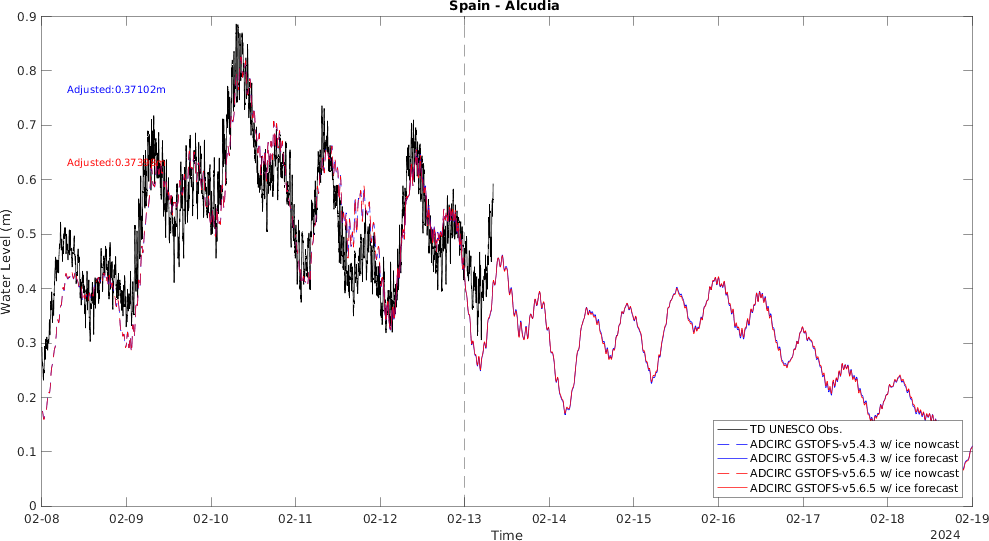 Spain - Alcudia
0.9
0.8
0.7
0.6
0.5
0.4
0.3
0.2
0.1
0
Water Level (m)
Adjusted:0.37102m
TD UNESCO Obs.
ADCIRC GSTOFS-v5.4.3 w/ ice nowcast
ADCIRC GSTOFS-v5.4.3 w/ ice forecast
ADCIRC GSTOFS-v5.6.5 w/ ice nowcast
ADCIRC GSTOFS-v5.6.5 w/ ice forecast
02-08 02-09 02-10 02-11 02-12 02-13 02-14 02-15 02-16 02-17 02-18 02-19
Time
2024